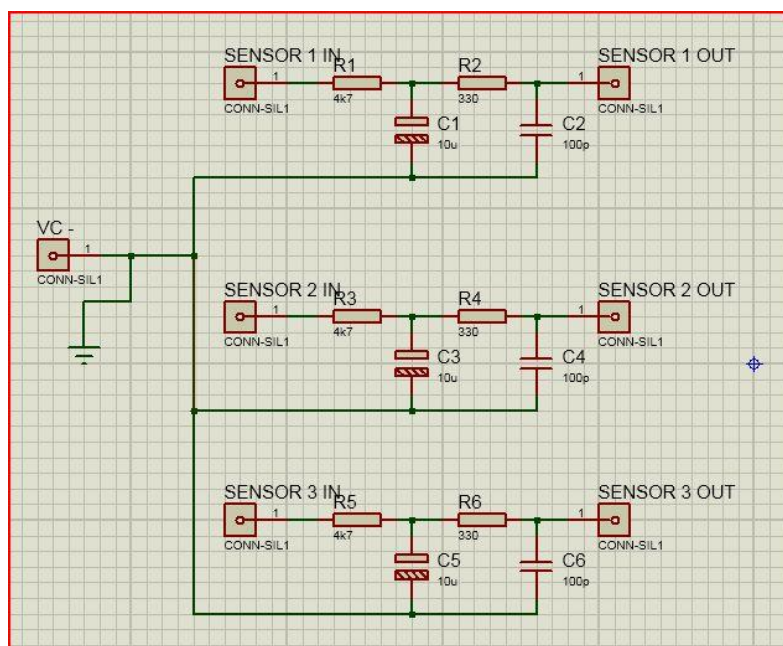 SENSOR 1 IN
1
CONN-SIL1
R1
4k7
R2
330
SENSOR 1 OUT
1
CONN-SIL1
C1
10u
C2
100p
VC -
1
CONN-SIL1
SENSOR 2 IN
1
CONN-SIL1
R3
4k7
R4
330
SENSOR 2 OUT
1
CONN-SIL1
C3
10u
C4
100p
SENSOR 3 IN
1
CONN-SIL1
R5
4k7
R6
330
SENSOR 3 OUT
1
CONN-SIL1
C5
10u
C6
100p